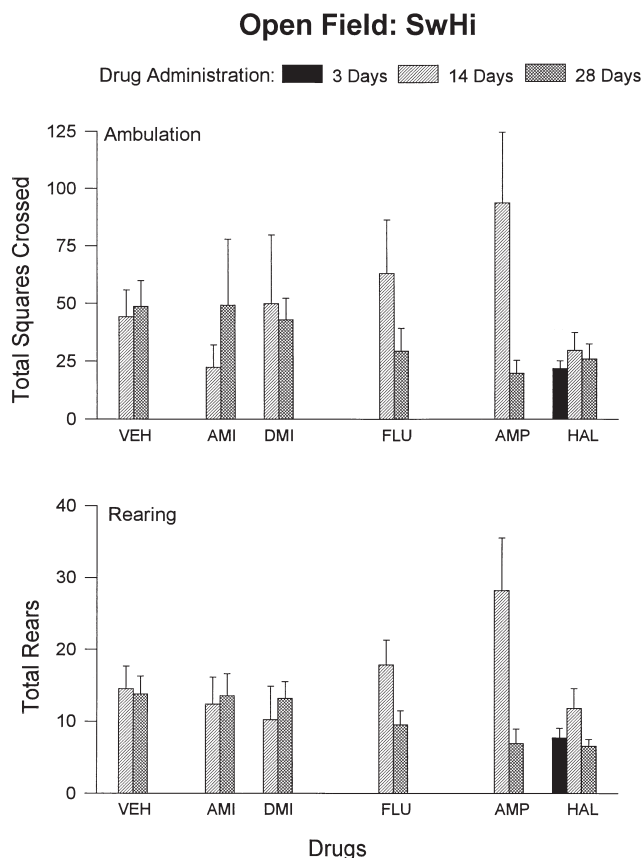 Open Field: SwHi
Drug Administration: 3 Days 14 Days 28 Days
Ambulation
Total Squares Crossed
125
100
75
50
25
0
VEH AMI DMI FLU AMP HAL
Rearing
Total Rears
40
30
20
10
0
VEH AMI DMI FLU AMP HAL
Drugs